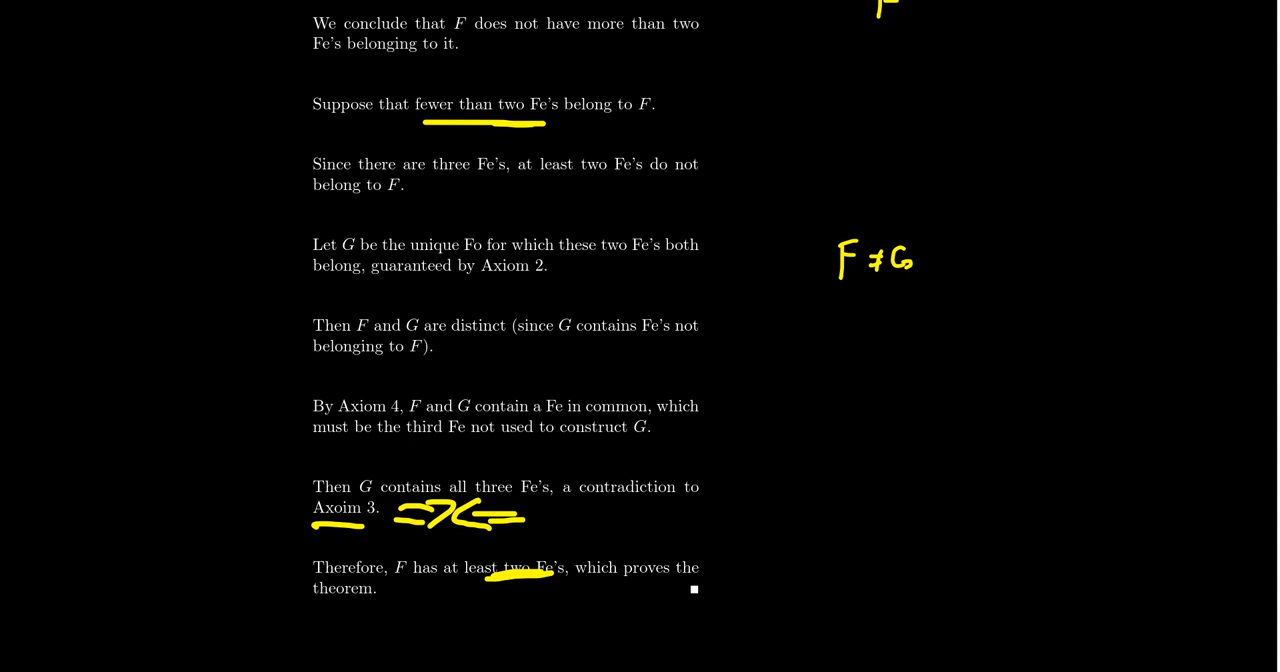 We conclude that F does not have more than two
Fe's belonging to it.
Suppose that fewer than two Fe's belong to F.
Since there are three Fe's, at least two Fe's do not
belong to F.
Let G be the unique Fo for which these two Fe's both
belong, guaranteed by Axiom 2.
F ≠ G
Then F and G are distinct (since G contains Fe's not
belonging to F).
By Axiom 4, F and G contain a Fe in common, which
must be the third Fe not used to construct G.
Then G contains all three Fe's, a contradiction to
Axoim 3. ⇒⇐
Therefore, F has at least two Fe's, which proves the
theorem. ■